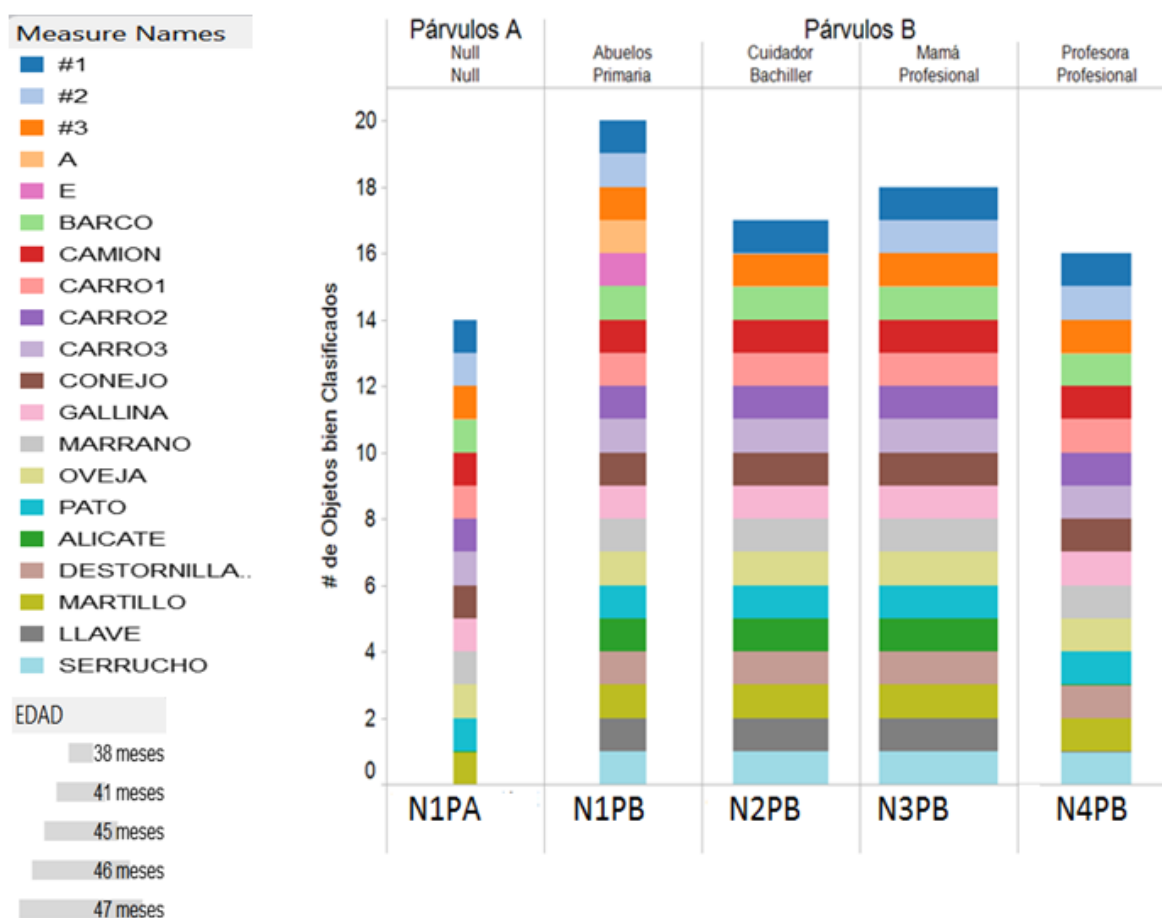 Measure Names
#1
#2
#3
A
E
BARCO
CAMION
CARRO1
CARRO2
CARRO3
CONEJO
GALLINA
MARRANO
OVEJA
PATO
ALICATE
DESTORNILLA..
MARTILLO
LLAVE
SERRUCHO
EDAD
38 meses
41 meses
45 meses
46 meses
47 meses
Párvulos A
Párvulos B
Null
Abuelos
Cuidador
Mamá
Profesora
Null
Primaria
Bachiller
Profesional
Profesional
# de Objetos bien Clasificados
20
18
16
14
12
10
8
6
4
2
0
N1PA
N1PB
N2PB
N3PB
N4PB